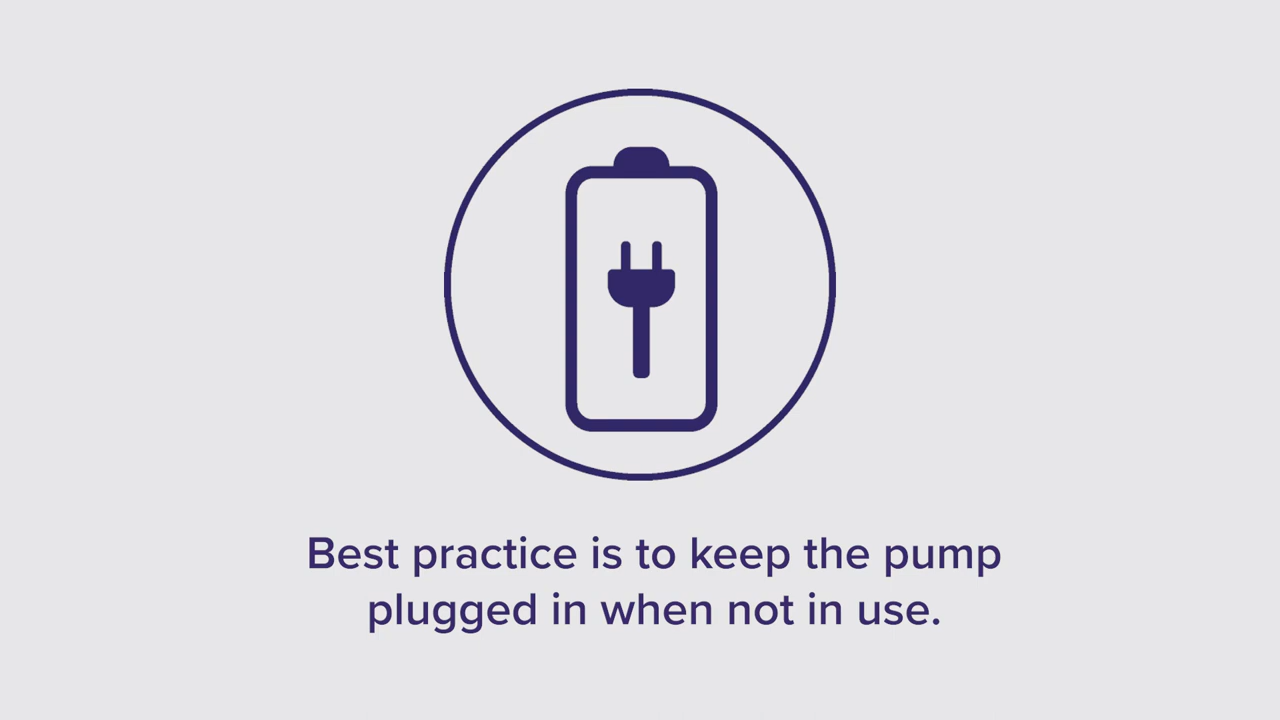 Best practice is to keep the pump
plugged in when not in use.